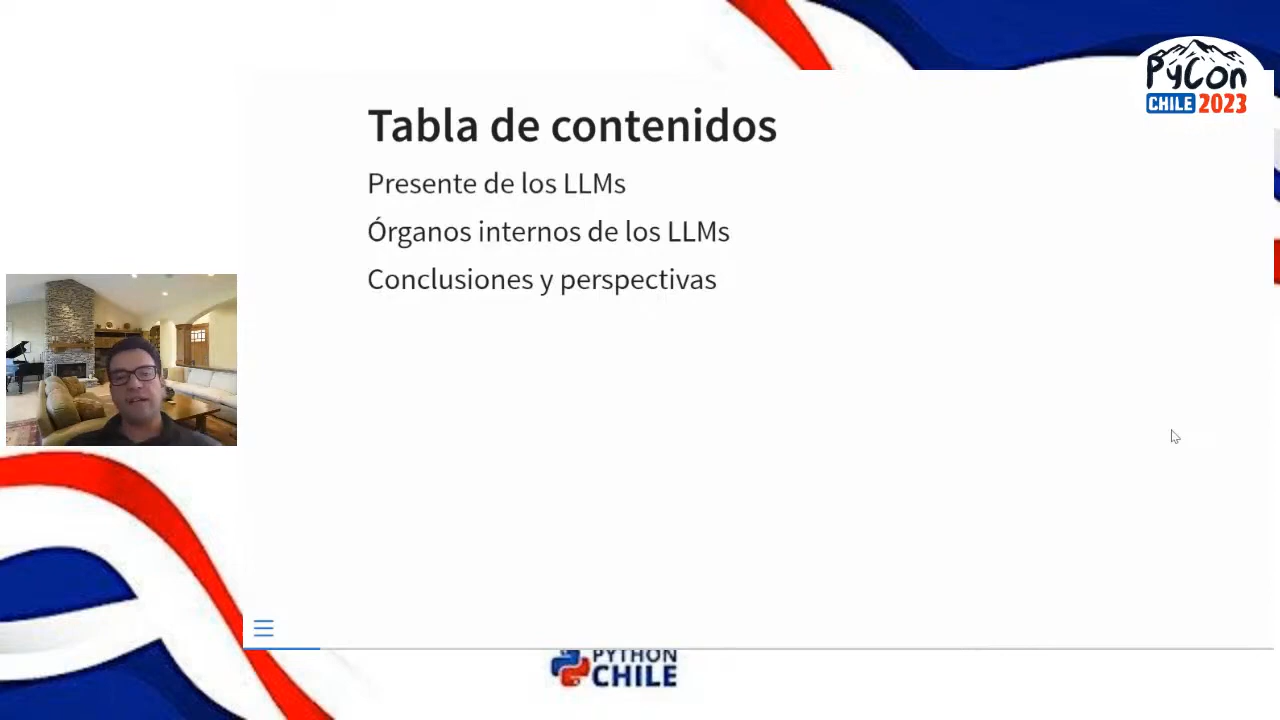 PyCon
CHILE 2023
Tabla de contenidos
Presente de los LLMs
Órganos internos de los LLMs
Conclusiones y perspectivas
PYTHON
CHILE